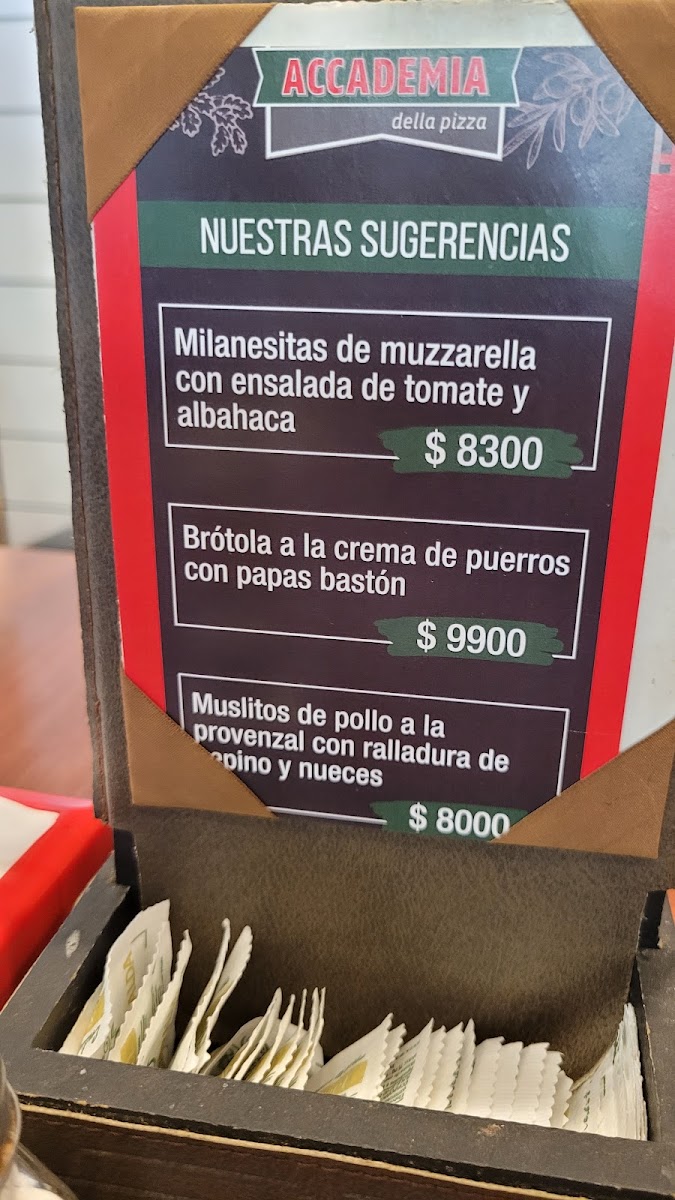 ACCADEMIA
della pizza
NUESTRAS SUGERENCIAS
Milanesitas de muzzarella
con ensalada de tomate y
albahaca
$ 8300
Brótola a la crema de puerros
con papas bastón
$ 9900
Muslitos de pollo a la
provenzal con ralladura de
y nueces
$ 8000